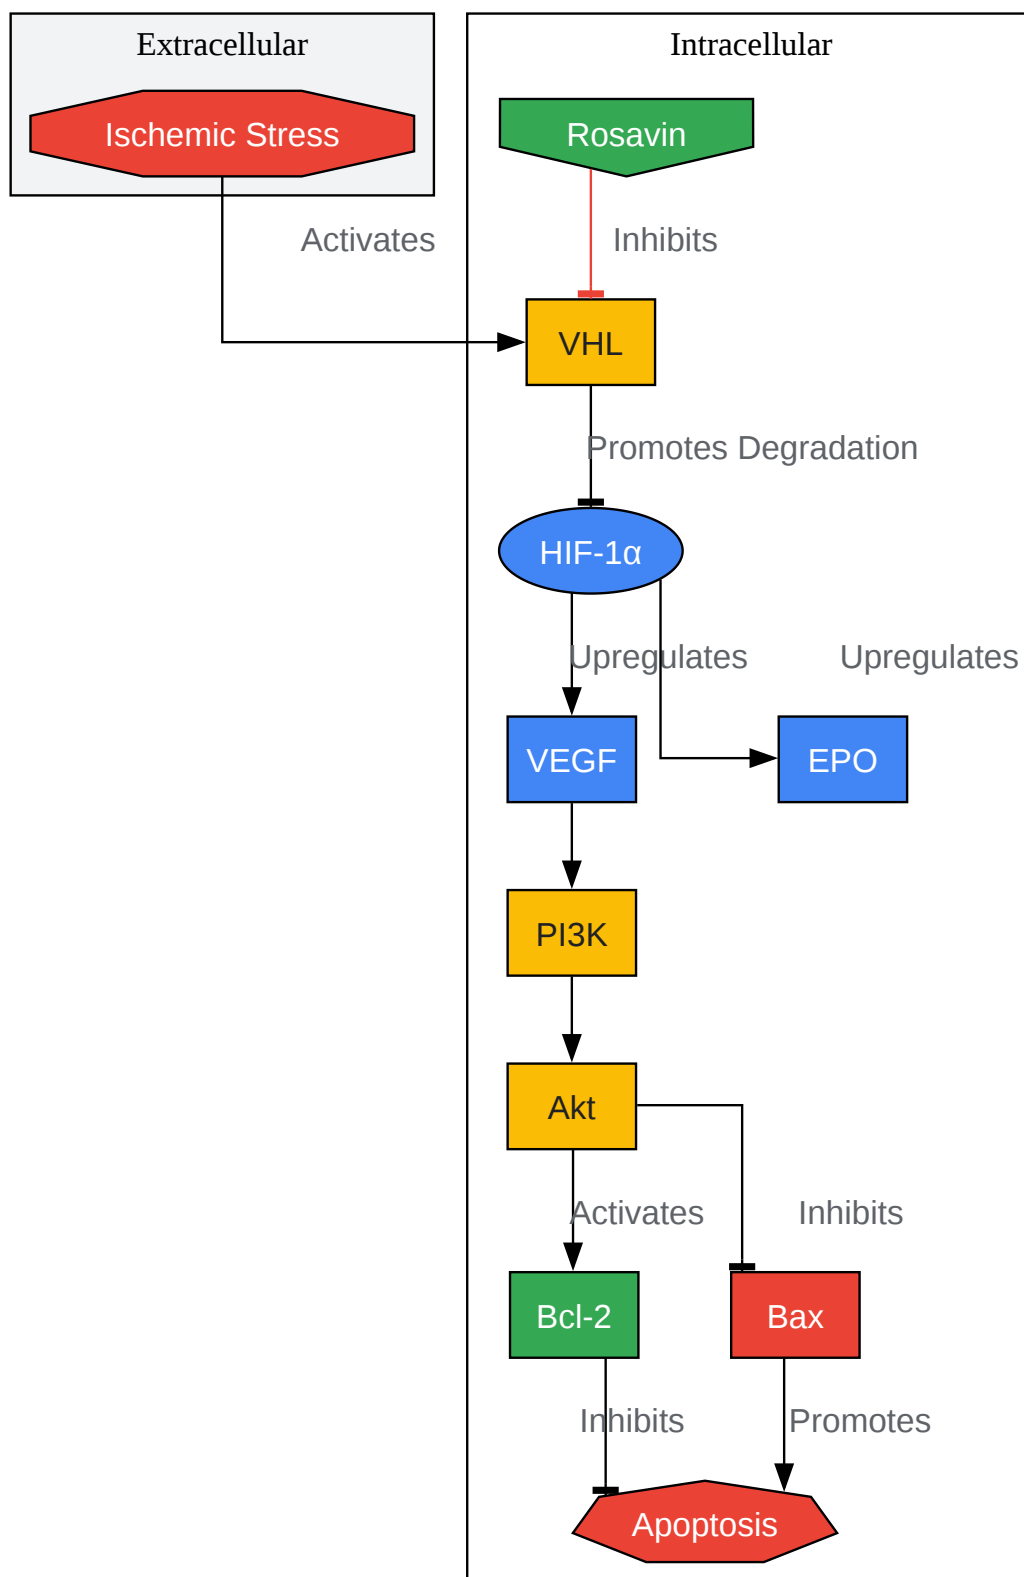 Extracellular
Intracellular
Ischemic Stress
Rosavin
Activates
Inhibits
VHL
Promotes Degradation
HIF-1α
Upregulates
Upregulates
VEGF
EPO
PI3K
Akt
Activates
Inhibits
Bcl-2
Bax
Inhibits
Promotes
Apoptosis